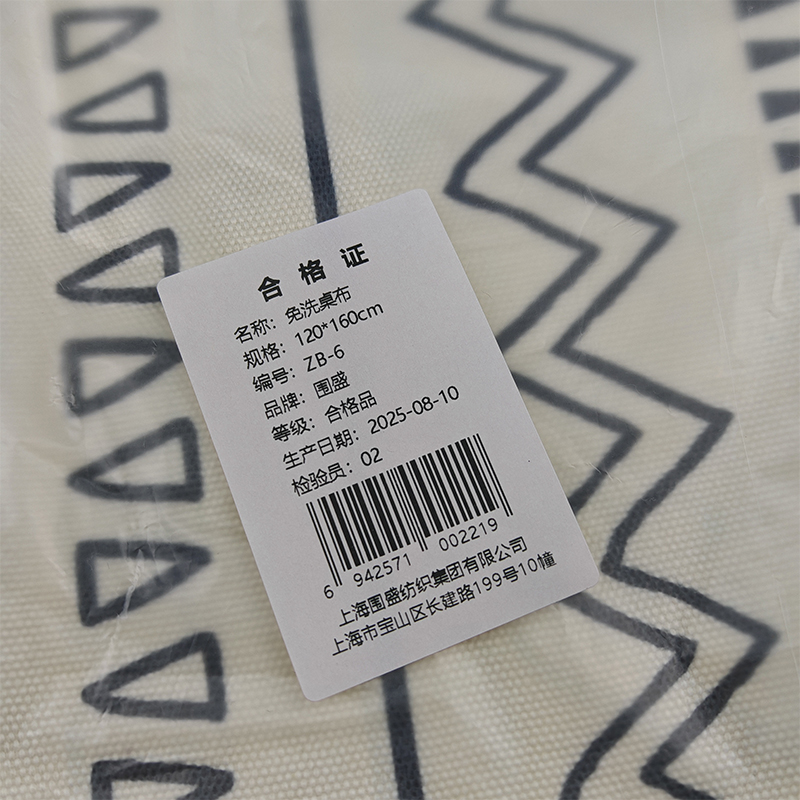 合格证
名称：免洗桌布
规格：120*160cm
编号：ZB-6
品牌：围盛
等级：合格品
生产日期：2025-08-10
检验员：02
6 942571 002219
上海围盛纺织集团有限公司
上海市宝山区长建路199号10幢